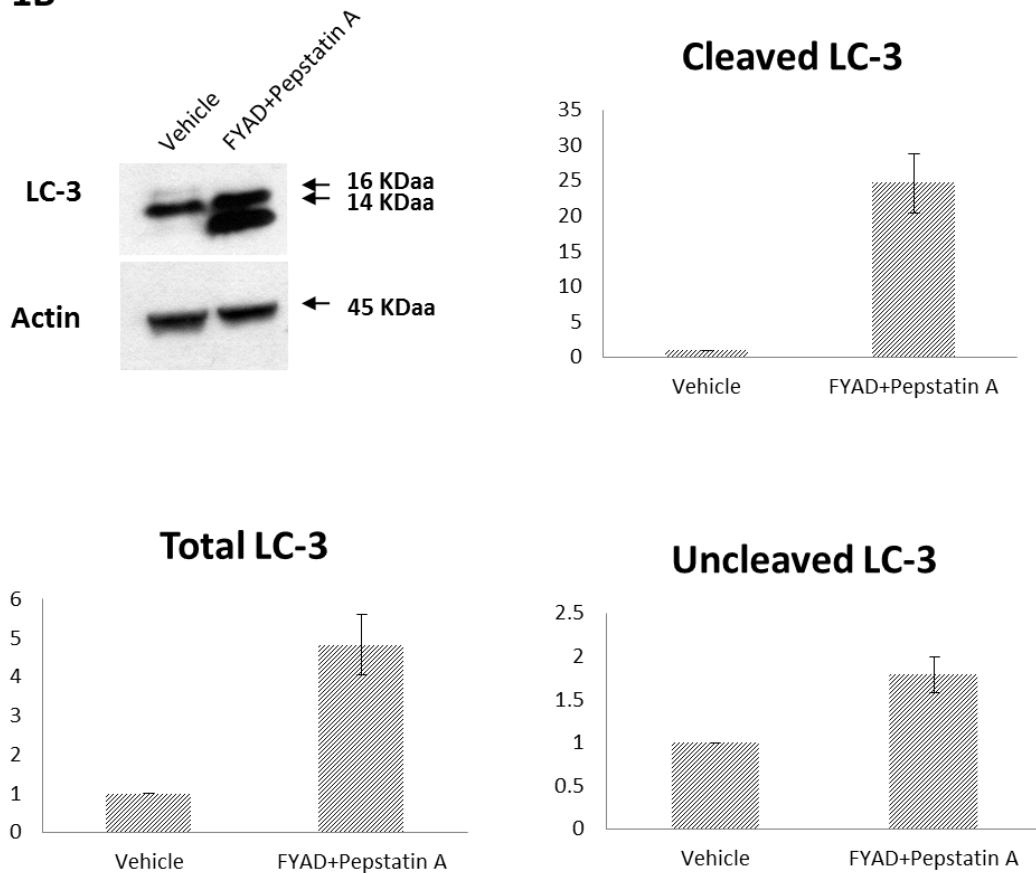 Vehicle
FYAD+Pepstatin A
LC-3
16 KDaa
14 KDaa
Actin
45 KDaa
Cleaved LC-3
35
30
25
20
15
10
5
0
Vehicle
FYAD+Pepstatin A
Total LC-3
6
5
4
3
2
1
0
Vehicle
FYAD+Pepstatin A
Uncleaved LC-3
2.5
2
1.5
1
0.5
0
Vehicle
FYAD+Pepstatin A